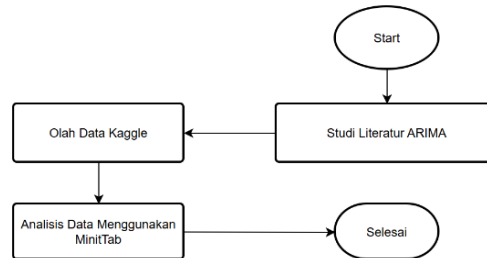 Start
Studi Literatur ARIMA
Olah Data Kaggle
Analisis Data Menggunakan
MinitTab
Selesai